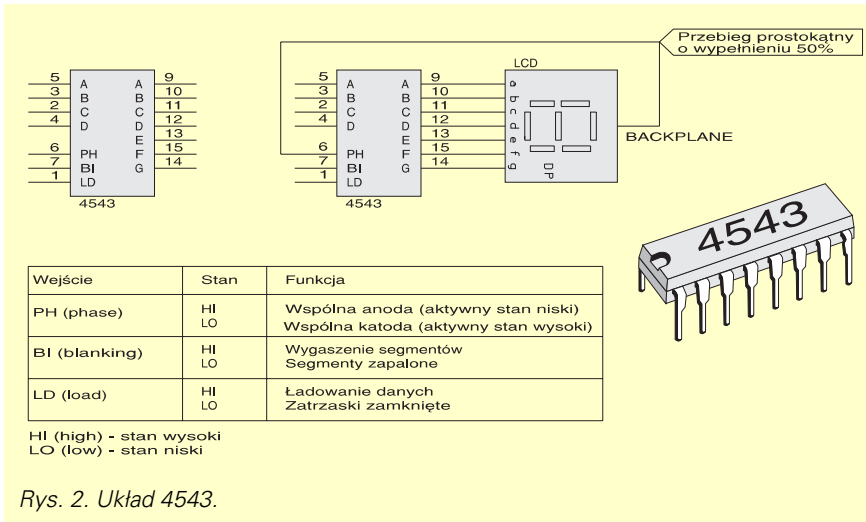 Przebieg prostokątny
o wypełnieniu 50%
LCD
5 A A 9
3 B B 10
2 C C 11
4 D D 12
E 13
6 PH F 15
7 BI G 14
1 LD
4543
5 A A 9 a
3 B B 10 b
2 C C 11 c
4 D D 12 d
E 13 e
6 PH F 15 f
7 BI G 14 g
1 LD
DP
4543
BACKPLANE
4543
Wejście Stan Funkcja
PH (phase) HI Wspólna anoda (aktywny stan niski)
LO Wspólna katoda (aktywny stan wysoki)
BI (blanking) HI Wygaszenie segmentów
LO Segmenty zapalone
LD (load) HI Ładowanie danych
LO Zatrzaski zamknięte
HI (high) - stan wysoki
LO (low) - stan niski
Rys. 2. Układ 4543.